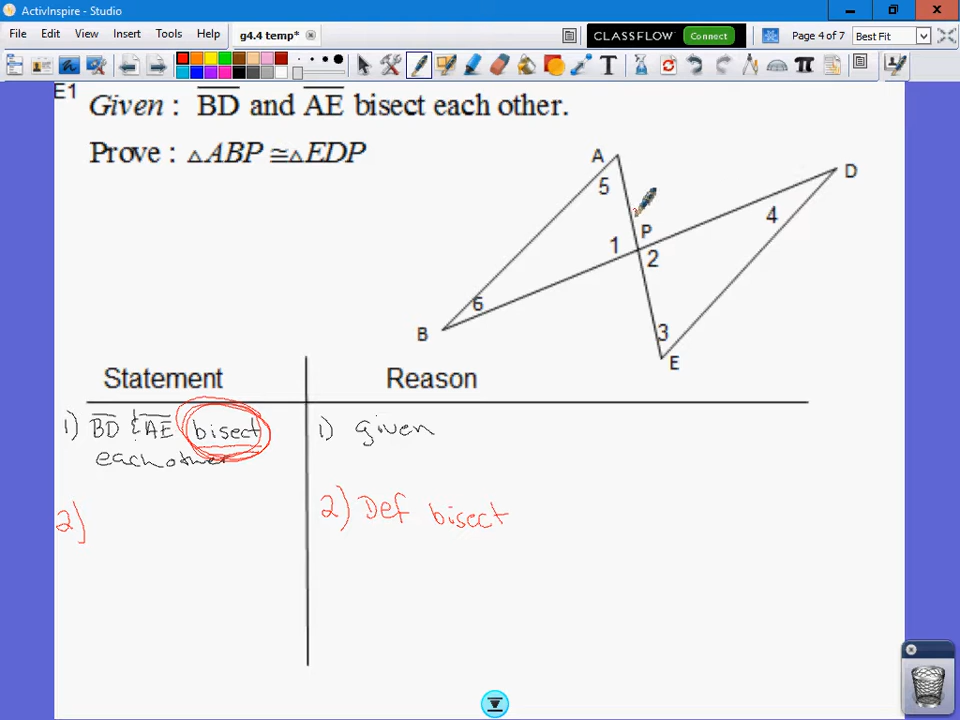 ActivInspire - Studio
File Edit View Insert Tools Help g4.4 temp* CLASSFLOW Connect Page 4 of 7 Best Fit
E1
Given : BD and AE bisect each other.
Prove : △ABP ≅ △EDP
A
D
5
4
P
1
2
6
3
B
E
Statement Reason
1) BD & AE bisect 1) given
each other
2) 2) Def bisect